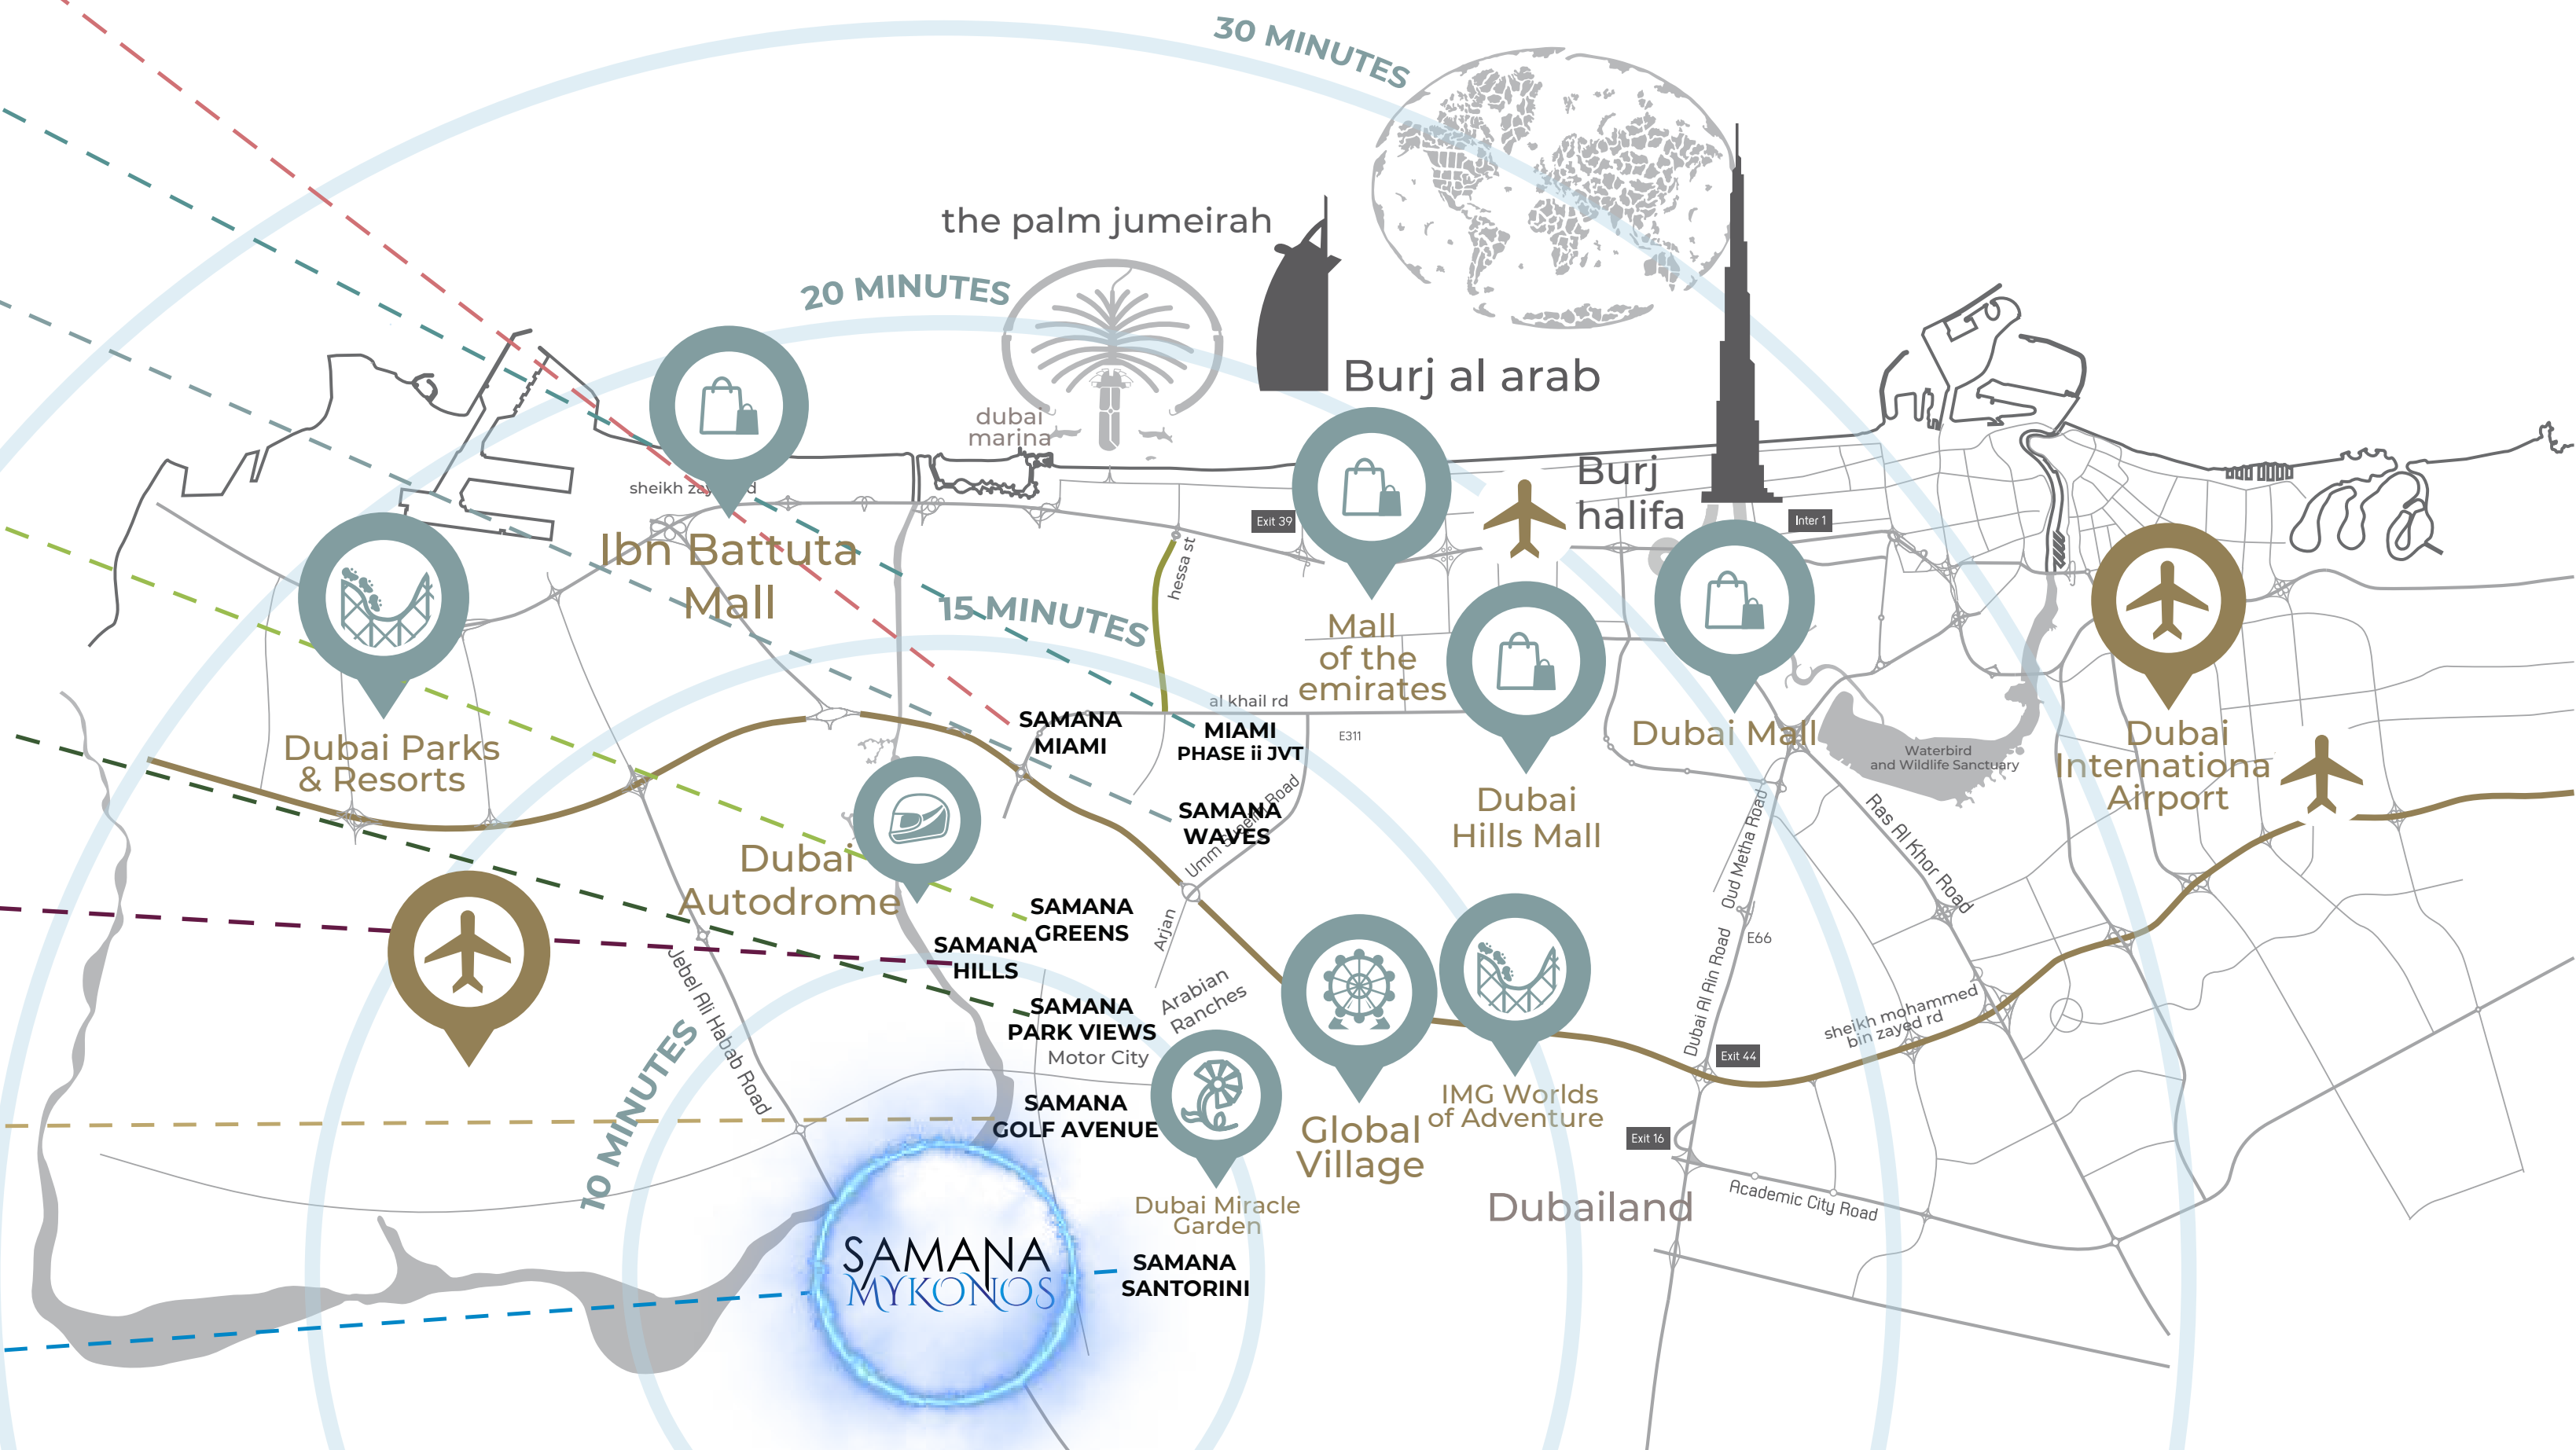 30 MINUTES
the palm jumeirah
20 MINUTES
Burj al arab
dubai
marina
Burj
halifa
sheikh za
d
Exit 39
Inter 1
Ibn Battuta
Mall
hessa st
15 MINUTES
Mall
of the
emirates
al khail rd
SAMANA
MIAMI
MIAMI
PHASE ii JVT
E311
Dubai Mall
Waterbird
and Wildlife Sanctuary
Dubai
Internationa
Airport
Dubai Parks
& Resorts
SAMANA
WAVES
Umm S
Road
Dubai
Hills Mall
Oud Metha Road
Ras Al Khor Road
Dubai
Autodrome
SAMANA
GREENS
SAMANA
HILLS
Arjan
E66
Jebel Ali Habab Road
SAMANA
PARK VIEWS
Motor City
Arabian
Ranches
Dubai Al Ain Road
sheikh mohammed
bin zayed rd
Exit 44
10 MINUTES
SAMANA
GOLF AVENUE
IMG Worlds
of Adventure
Global
Village
Exit 16
Dubai Miracle
Garden
Dubailand
Academic City Road
SAMANA
MYKONOS
SAMANA
SANTORINI